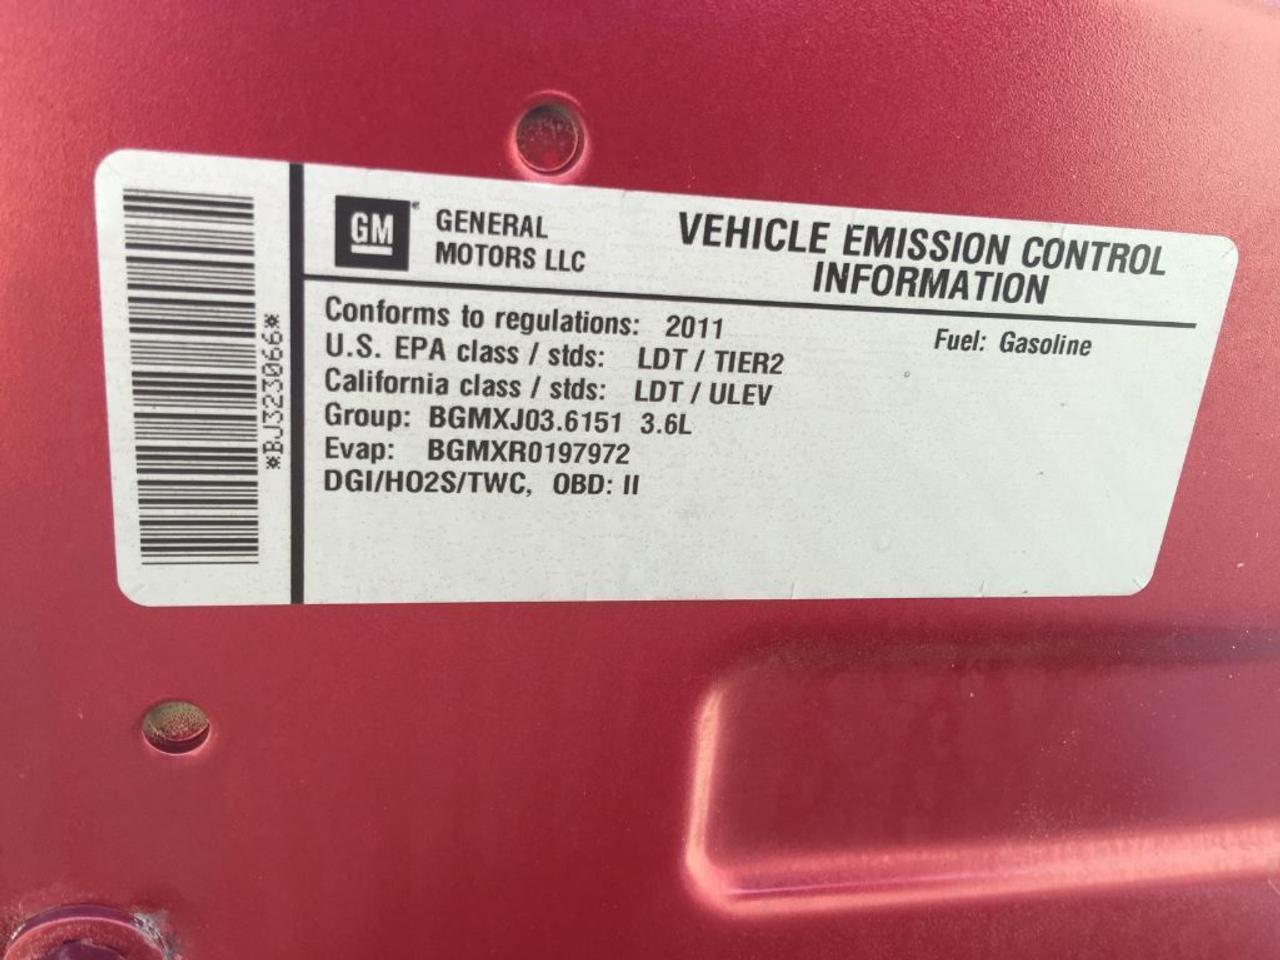 *BJ323066*
GM
GENERAL
MOTORS LLC
VEHICLE EMISSION CONTROL
INFORMATION
Conforms to regulations: 2011
Fuel: Gasoline
U.S. EPA class / stds: LDT / TIER2
California class / stds: LDT / ULEV
Group: BGMXJ03.6151 3.6L
Evap: BGMXR0197972
DGI/HO2S/TWC, OBD: II